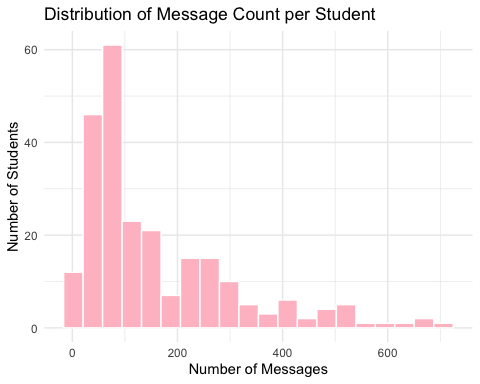 Distribution of Message Count per Student
Number of Students
60
40
20
0
0 200 400 600
Number of Messages